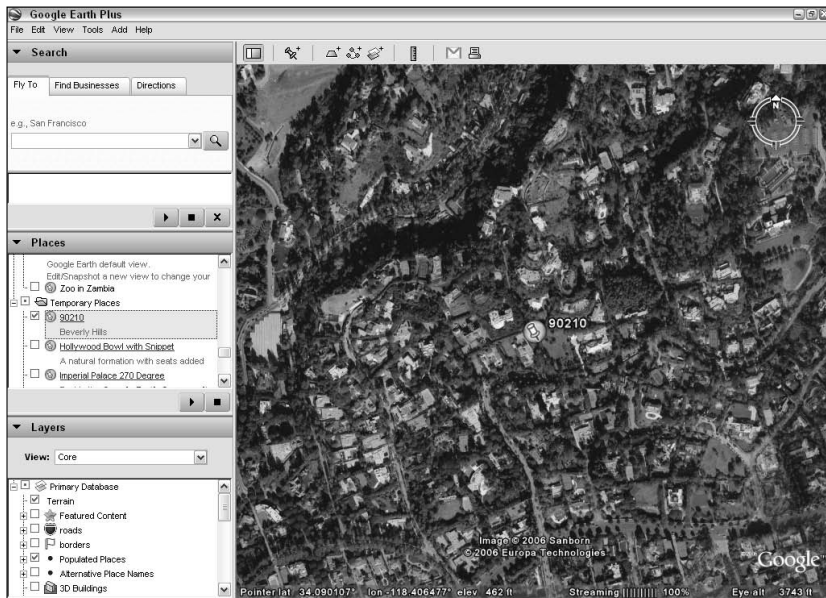 Google Earth Plus
File Edit View Tools Add Help
Search
Fly To Find Businesses Directions
e.g., San Francisco
Places
Google Earth default view.
Edit/Snapshot a new view to change your
Zoo in Zambia
Temporary Places
90210
Beverly Hills
Hollywood Bowl with Snippet
A natural formation with seats added
Imperial Palace 270 Degree
Layers
View: Core
Primary Database
Terrain
Featured Content
roads
borders
Populated Places
Alternative Place Names
3D Buildings
N
90210
Image © 2006 Sanborn
© 2006 Europa Technologies
Google
Pointer lat 34.090107° lon -118.406477° elev 462 ft Streaming ||||||||| 100% Eye alt 3743 ft